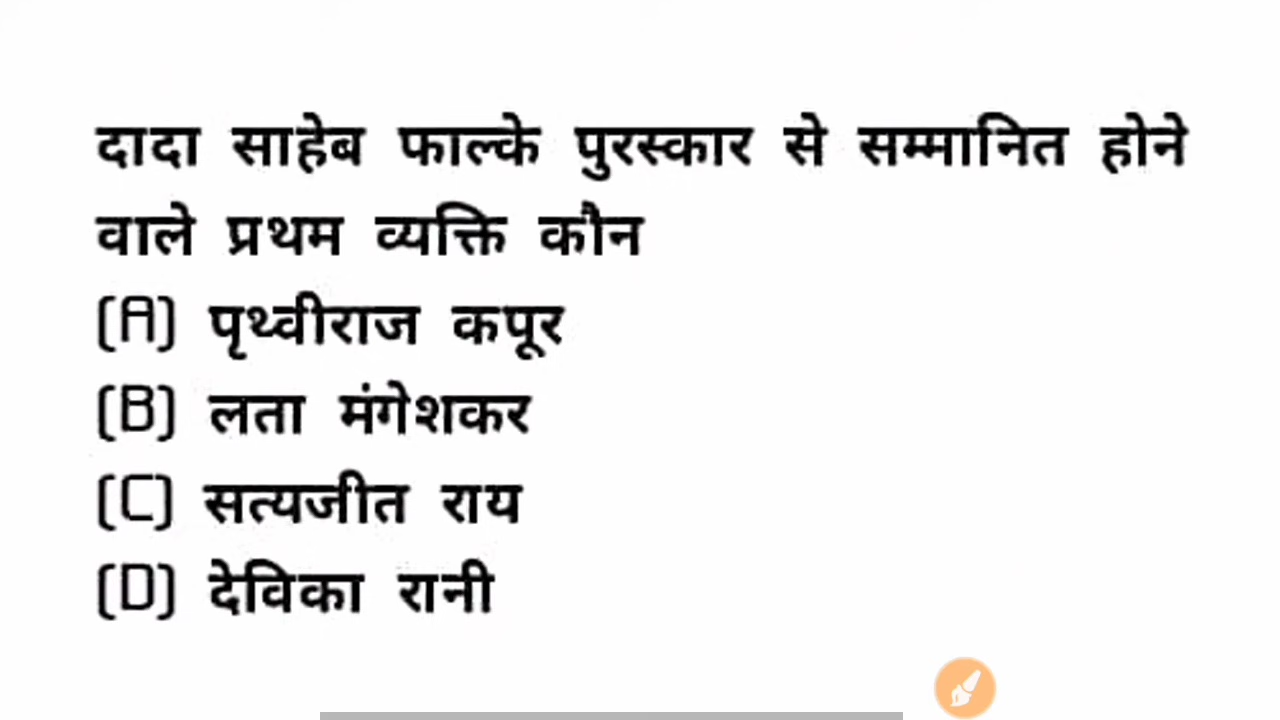 दादा साहेब फाल्के पुरस्कार से सम्मानित होने
वाले प्रथम व्यक्ति कौन
(A) पृथ्वीराज कपूर
(B) लता मंगेशकर
(C) सत्यजीत राय
(D) देविका रानी